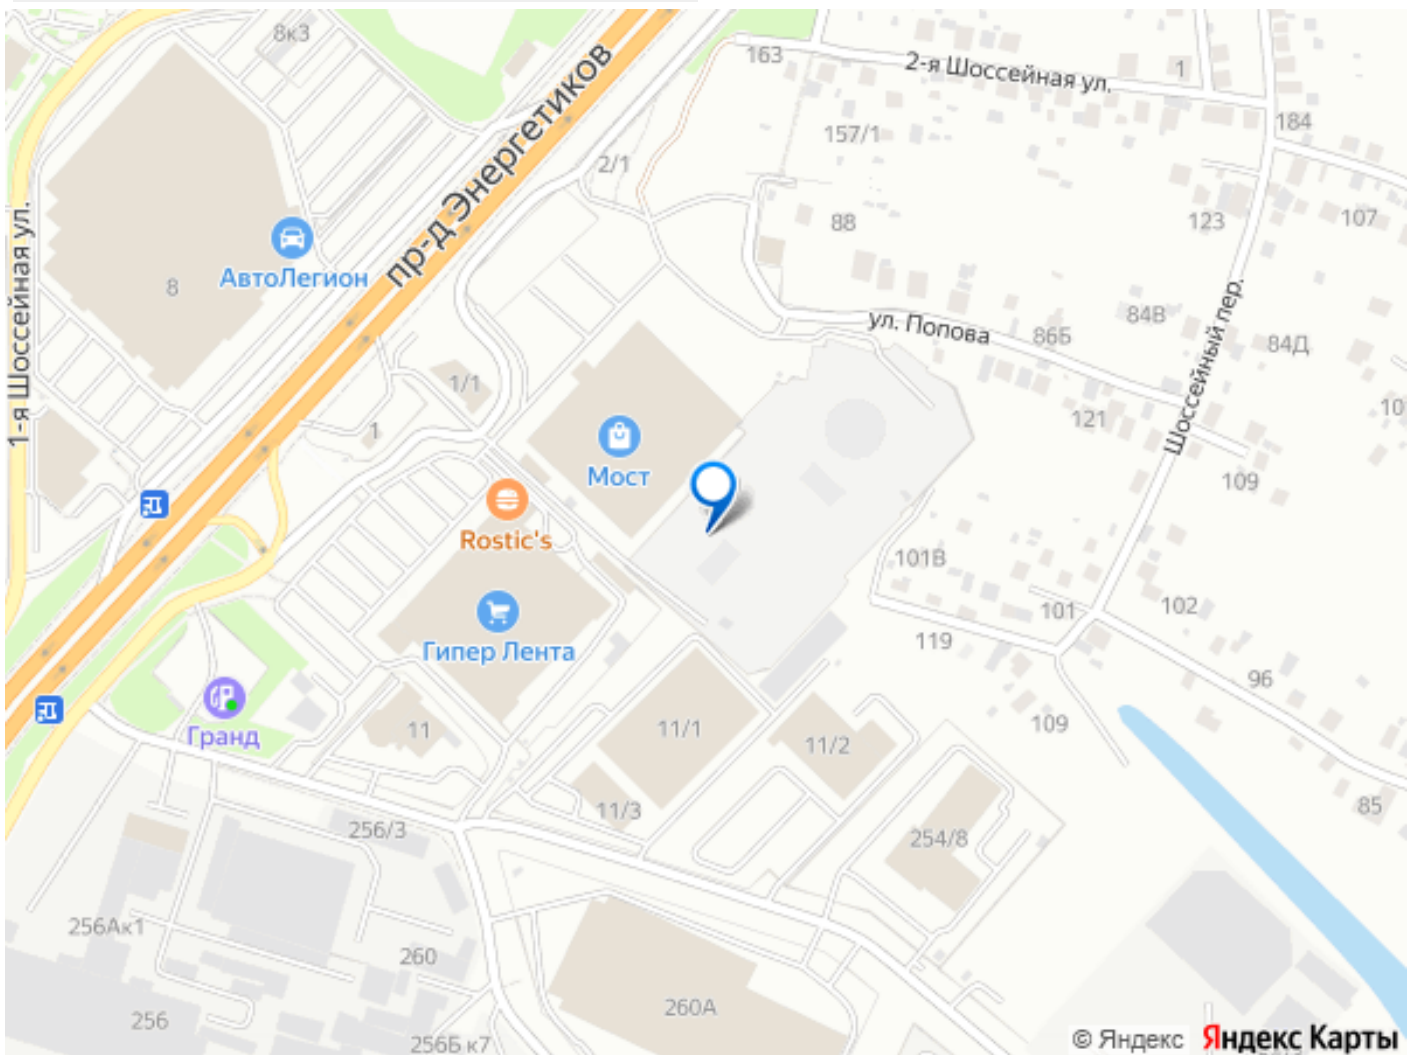 8к3
163
2-я Шоссейная ул.
1
184
157/1
пр-д Энергетиков
2/1
88
123
107
1-я Шоссейная ул.
АвтоЛегион
8
ул. Попова
86Б
84В
84Д
Шоссейный пер.
1/1
1
121
10
109
Мост
Rostic's
101В
101
102
119
Гипер Лента
96
109
Гранд
11
11/1
11/2
85
11/3
256/3
254/8
256Ак1
260
260А
256
256Б к7
© Яндекс Яндекс Карты